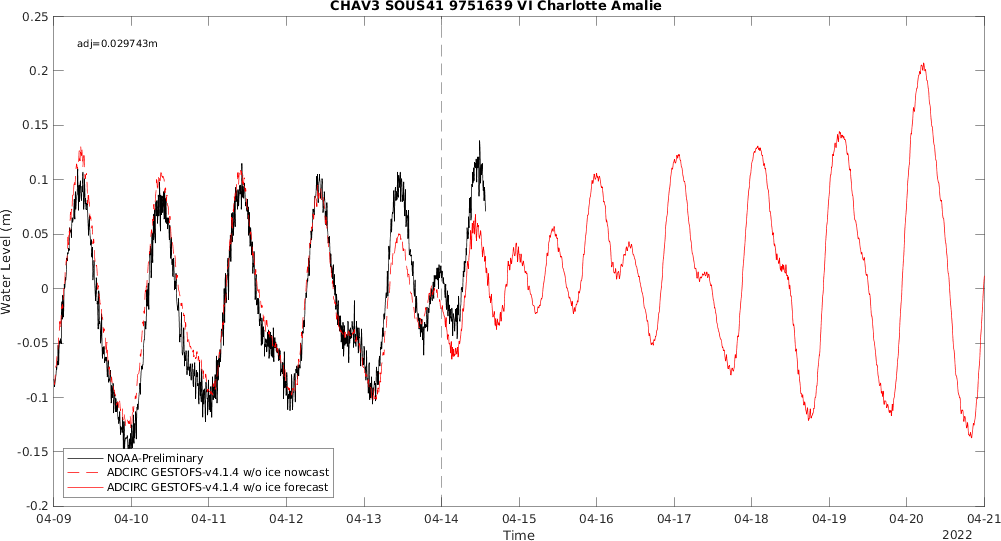 CHAV3 SOUS41 9751639 VI Charlotte Amalie
adj=0.029743m
0.25
0.2
0.15
0.1
0.05
0
-0.05
-0.1
-0.15
-0.2
Water Level (m)
NOAA-Preliminary
ADCIRC GESTOFS-v4.1.4 w/o ice nowcast
ADCIRC GESTOFS-v4.1.4 w/o ice forecast
04-09 04-10 04-11 04-12 04-13 04-14 04-15 04-16 04-17 04-18 04-19 04-20 04-21
Time
2022